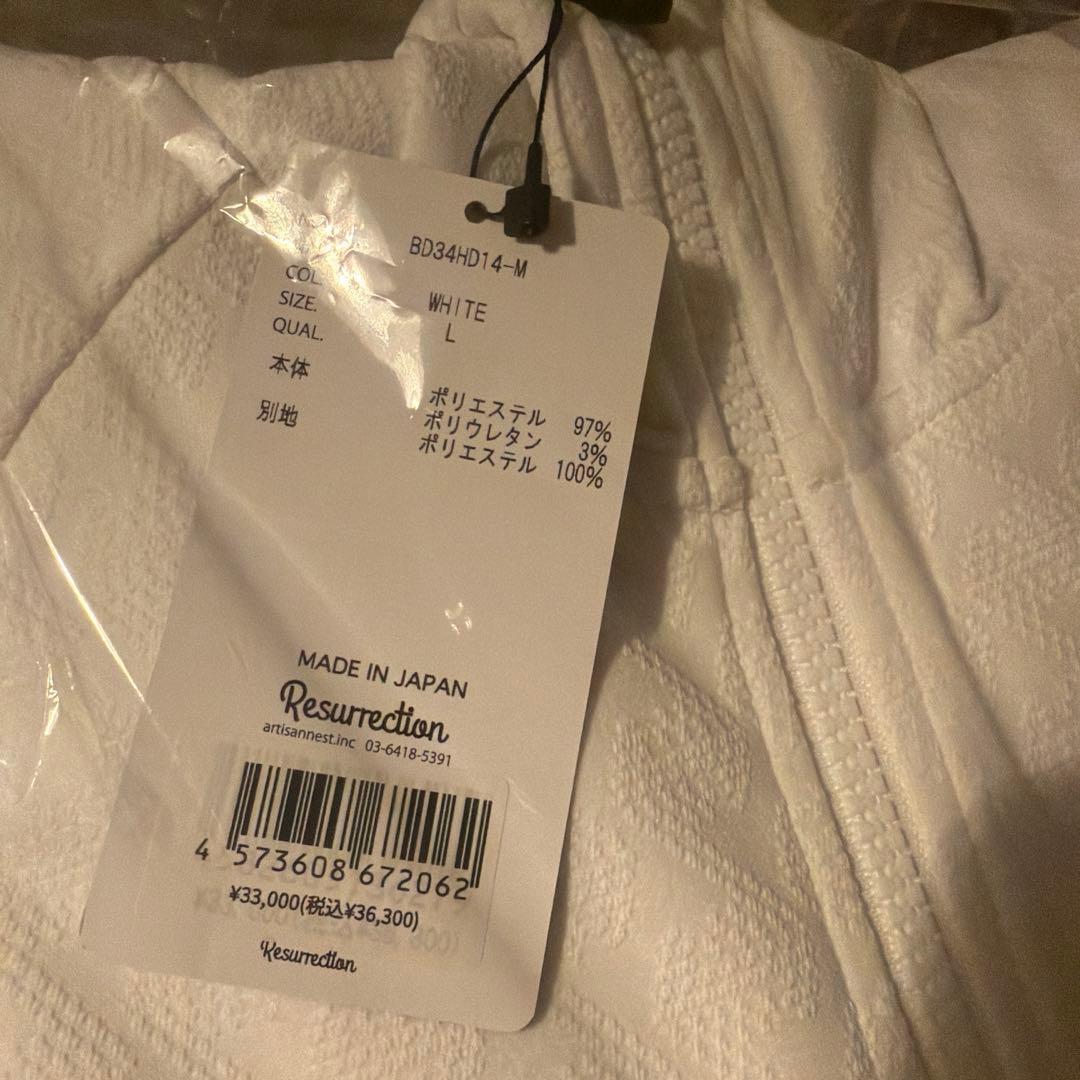 BD34HD14-M
COL. WHITE
SIZE. L
QUAL.
本体 ポリエステル 97%
ポリウレタン 3%
別地 ポリエステル 100%
MADE IN JAPAN
Resurrection
artisannest.inc 03-6418-5391
4 573608 672062
¥33,000(税込¥36,300)
Resurrection